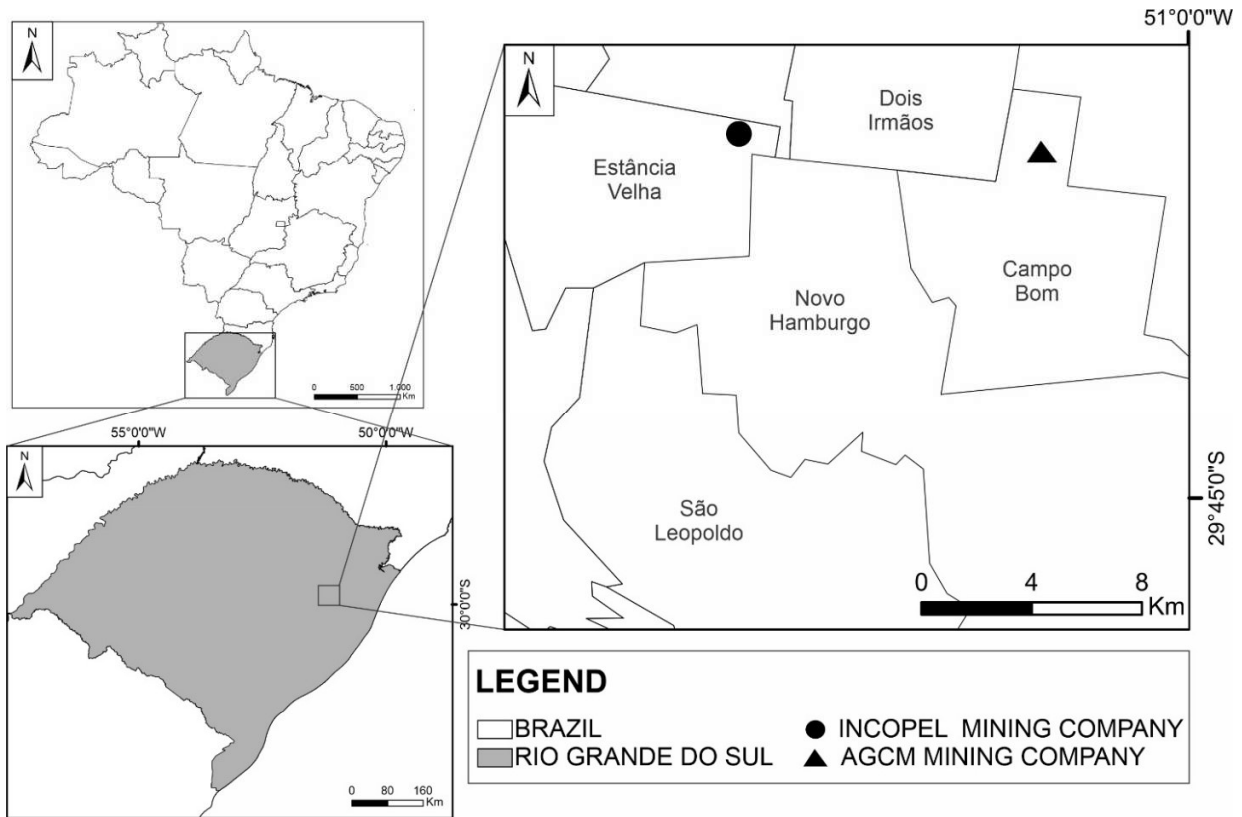 N
0 500 1.000
Km
55°0'0"W
50°0'0"W
N
30°0'0"S
0 80 160
Km
51°0'0"W
N
Dois
Irmãos
Estância
Velha
Campo
Bom
Novo
Hamburgo
São
Leopoldo
29°45'0"S
0 4 8
Km
LEGEND
BRAZIL
RIO GRANDE DO SUL
INCOPEL MINING COMPANY
AGCM MINING COMPANY